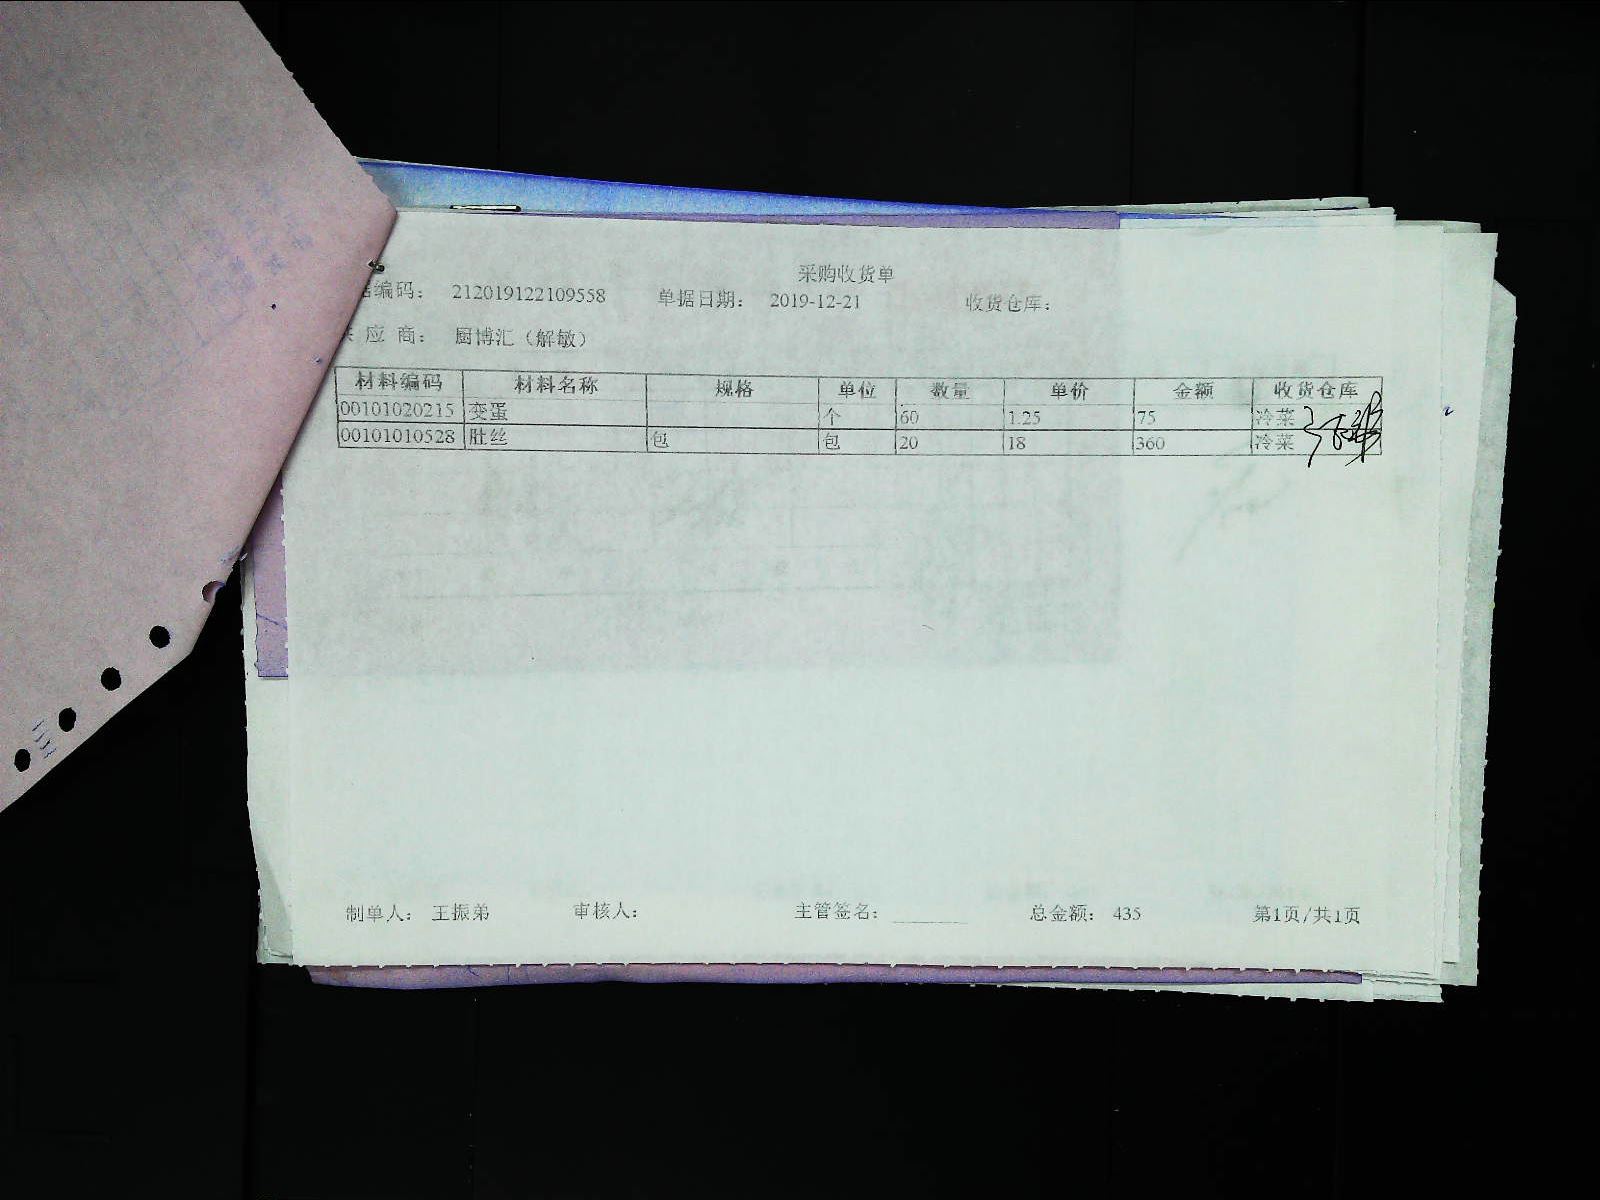 采购收货单
编码： 212019122109558 单据日期： 2019-12-21 收货仓库：
应 商： 厨博汇（解敏）
材料编码 材料名称 规格 单位 数量 单价 金额 收货仓库
00101020215 变蛋 个 60 1.25 75 冷菜
00101010528 肚丝 包 包 20 18 360 冷菜
制单人： 王振弟 审核人： 主管签名： 总金额： 435 第1页/共1页